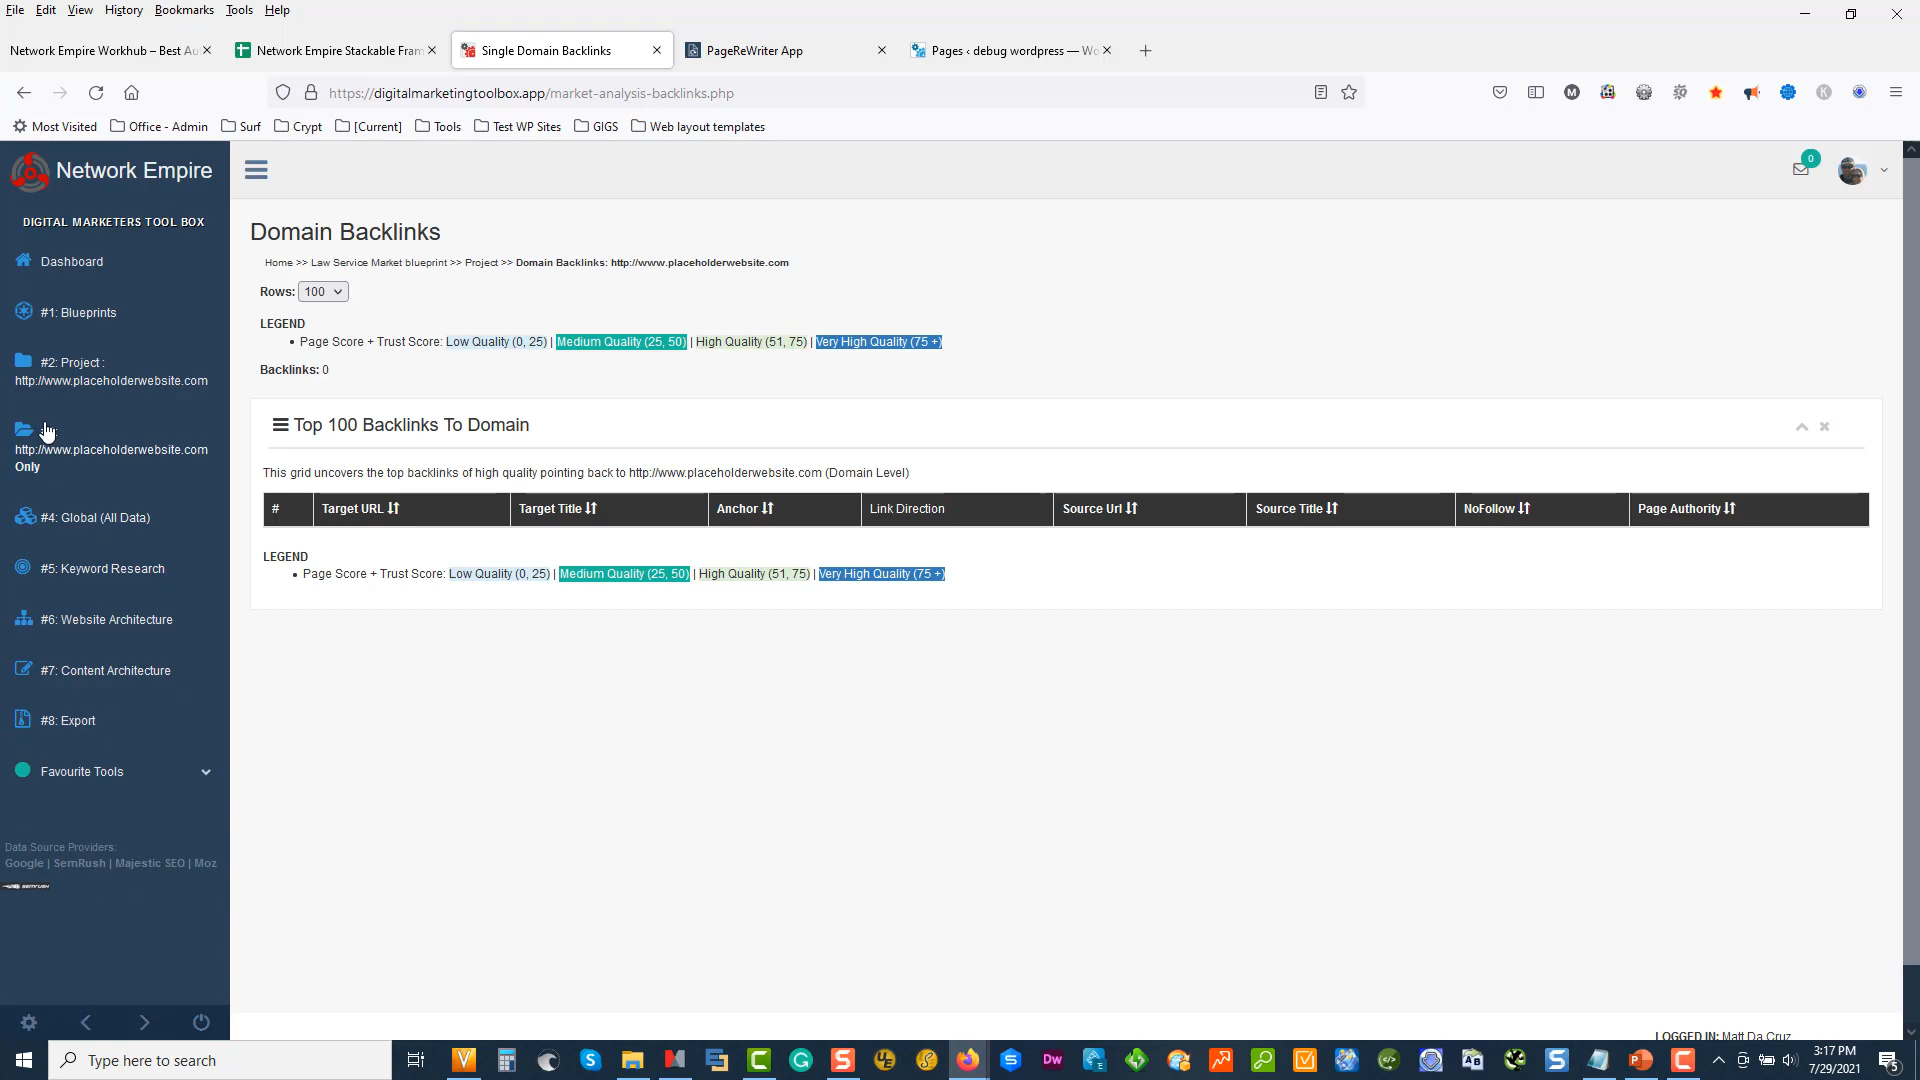 File Edit View History Bookmarks Tools Help
Network Empire Workhub – Best Au
Network Empire Stackable Fram
Single Domain Backlinks
PageReWriter App
Pages ‹ debug wordpress — Wo
https://digitalmarketingtoolbox.app/market-analysis-backlinks.php
Most Visited Office - Admin Surf Crypt [Current] Tools Test WP Sites GIGS Web layout templates
Network Empire
0
DIGITAL MARKETERS TOOL BOX
Dashboard
#1: Blueprints
#2: Project :
http://www.placeholderwebsite.com
http://www.placeholderwebsite.com
Only
#4: Global (All Data)
#5: Keyword Research
#6: Website Architecture
#7: Content Architecture
#8: Export
Favourite Tools
Data Source Providers:
Google | SemRush | Majestic SEO | Moz
SEMRUSH
Domain Backlinks
Home >> Law Service Market blueprint >> Project >> Domain Backlinks: http://www.placeholderwebsite.com
Rows: 100
LEGEND
• Page Score + Trust Score: Low Quality (0, 25) | Medium Quality (25, 50) | High Quality (51, 75) | Very High Quality (75 +)
Backlinks: 0
Top 100 Backlinks To Domain
This grid uncovers the top backlinks of high quality pointing back to http://www.placeholderwebsite.com (Domain Level)
# Target URL Target Title Anchor Link Direction Source Url Source Title NoFollow Page Authority
LEGEND
• Page Score + Trust Score: Low Quality (0, 25) | Medium Quality (25, 50) | High Quality (51, 75) | Very High Quality (75 +)
LOGGED IN: Matt Da Cruz
Type here to search
3:17 PM
7/29/2021
5